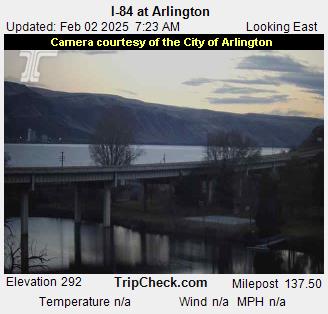 I-84 at Arlington
Updated: Feb 02 2025 7:23 AM Looking East
Camera courtesy of the City of Arlington
Elevation 292 TripCheck.com Milepost 137.50
Temperature n/a Wind n/a MPH n/a